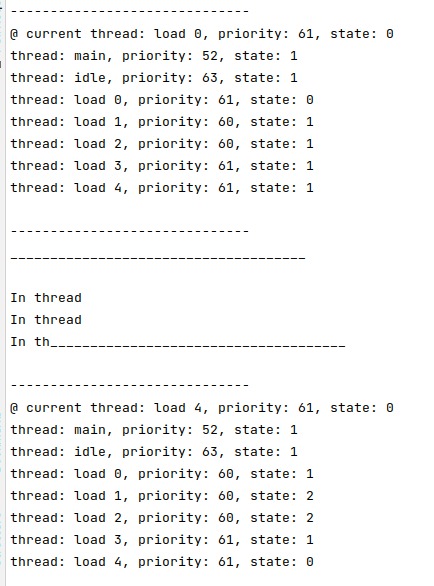 ------------------------------
@ current thread: load 0, priority: 61, state: 0
thread: main, priority: 52, state: 1
thread: idle, priority: 63, state: 1
thread: load 0, priority: 61, state: 0
thread: load 1, priority: 60, state: 1
thread: load 2, priority: 60, state: 1
thread: load 3, priority: 61, state: 1
thread: load 4, priority: 61, state: 1
------------------------------
_____________________________________
In thread
In thread
In th_____________________________________
------------------------------
@ current thread: load 4, priority: 61, state: 0
thread: main, priority: 52, state: 1
thread: idle, priority: 63, state: 1
thread: load 0, priority: 60, state: 1
thread: load 1, priority: 60, state: 2
thread: load 2, priority: 60, state: 2
thread: load 3, priority: 61, state: 1
thread: load 4, priority: 61, state: 0